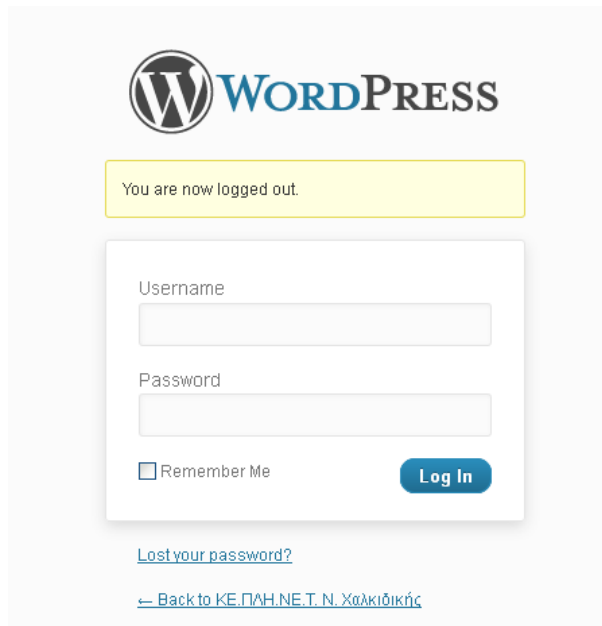 WORDPRESS
You are now logged out.
Username
Password
Remember Me
Log In
Lost your password?
← Back to ΚΕ.ΠΛΗ.ΝΕ.Τ. Ν. Χαλκιδικής